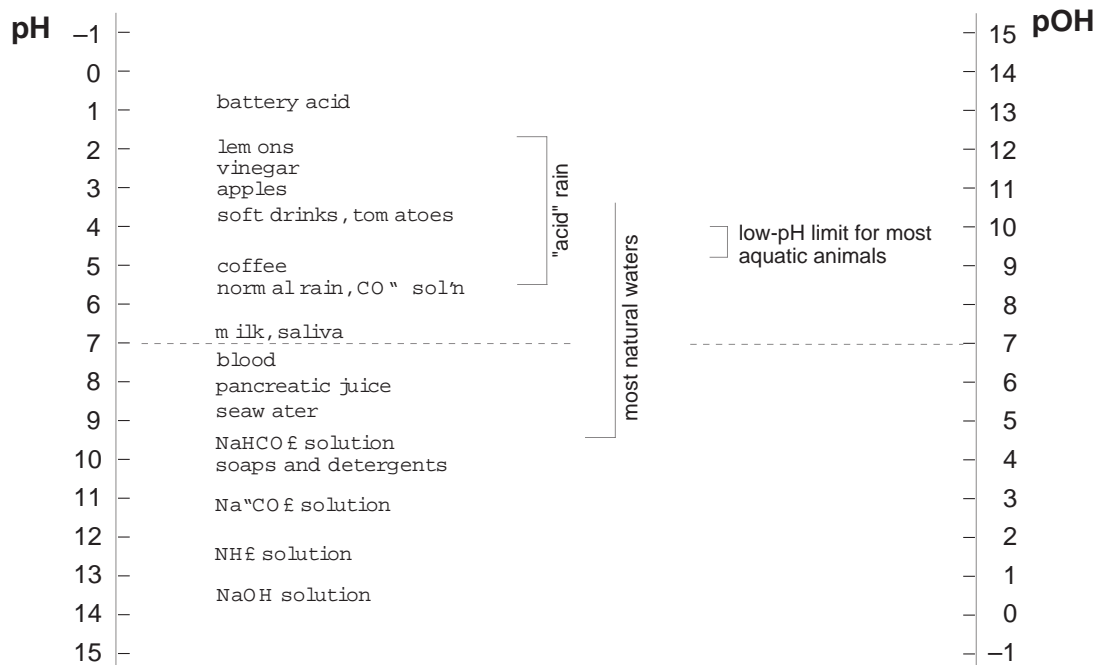 pH
pOH
–1
15
0
14
battery acid
1
13
2
12
lemons
vinegar
3
11
apples
soft drinks, tomatoes
"acid" rain
4
10
low-pH limit for most
aquatic animals
5
9
coffee
normal rain, CO“ sol'n
6
8
most natural waters
milk, saliva
7
7
blood
8
6
pancreatic juice
seawater
9
5
NaHCO£ solution
10
4
soaps and detergents
11
3
Na“CO£ solution
12
2
NH£ solution
13
1
NaOH solution
14
0
15
–1